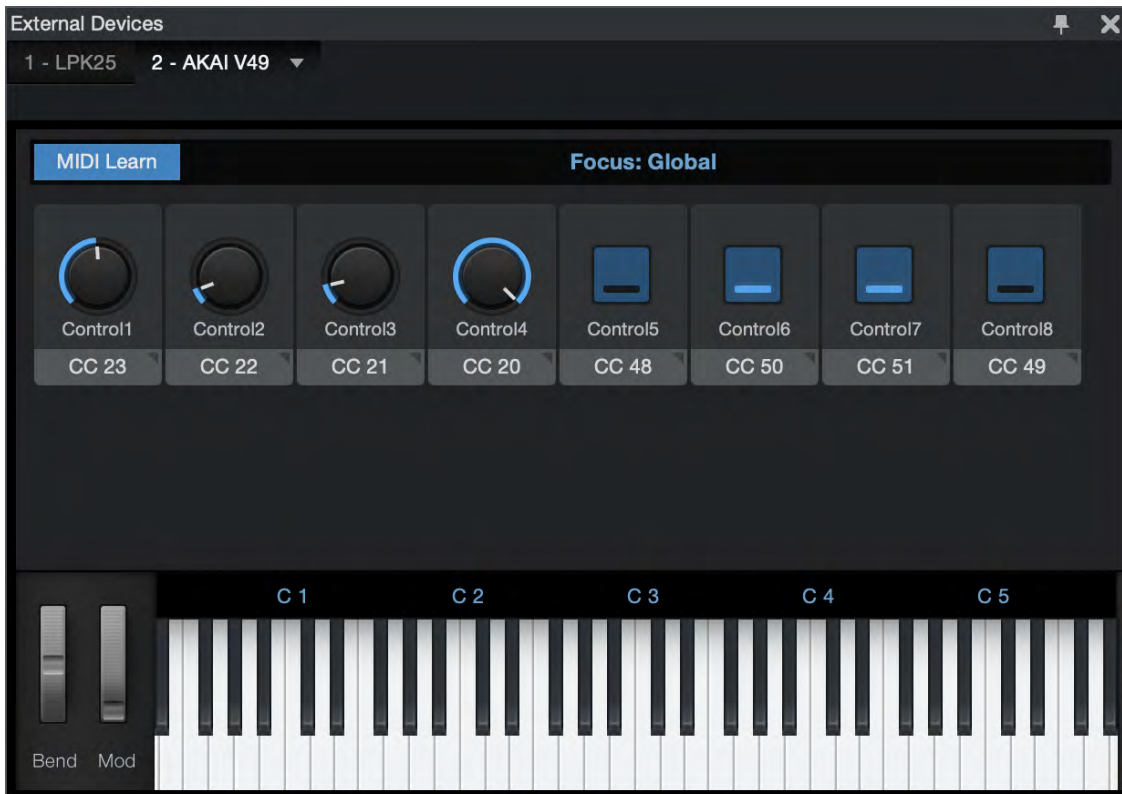 External Devices
1 - LPK25 2 - AKAI V49
MIDI Learn Focus: Global
Control1 Control2 Control3 Control4 Control5 Control6 Control7 Control8
CC 23 CC 22 CC 21 CC 20 CC 48 CC 50 CC 51 CC 49
C 1 C 2 C 3 C 4 C 5
Bend Mod